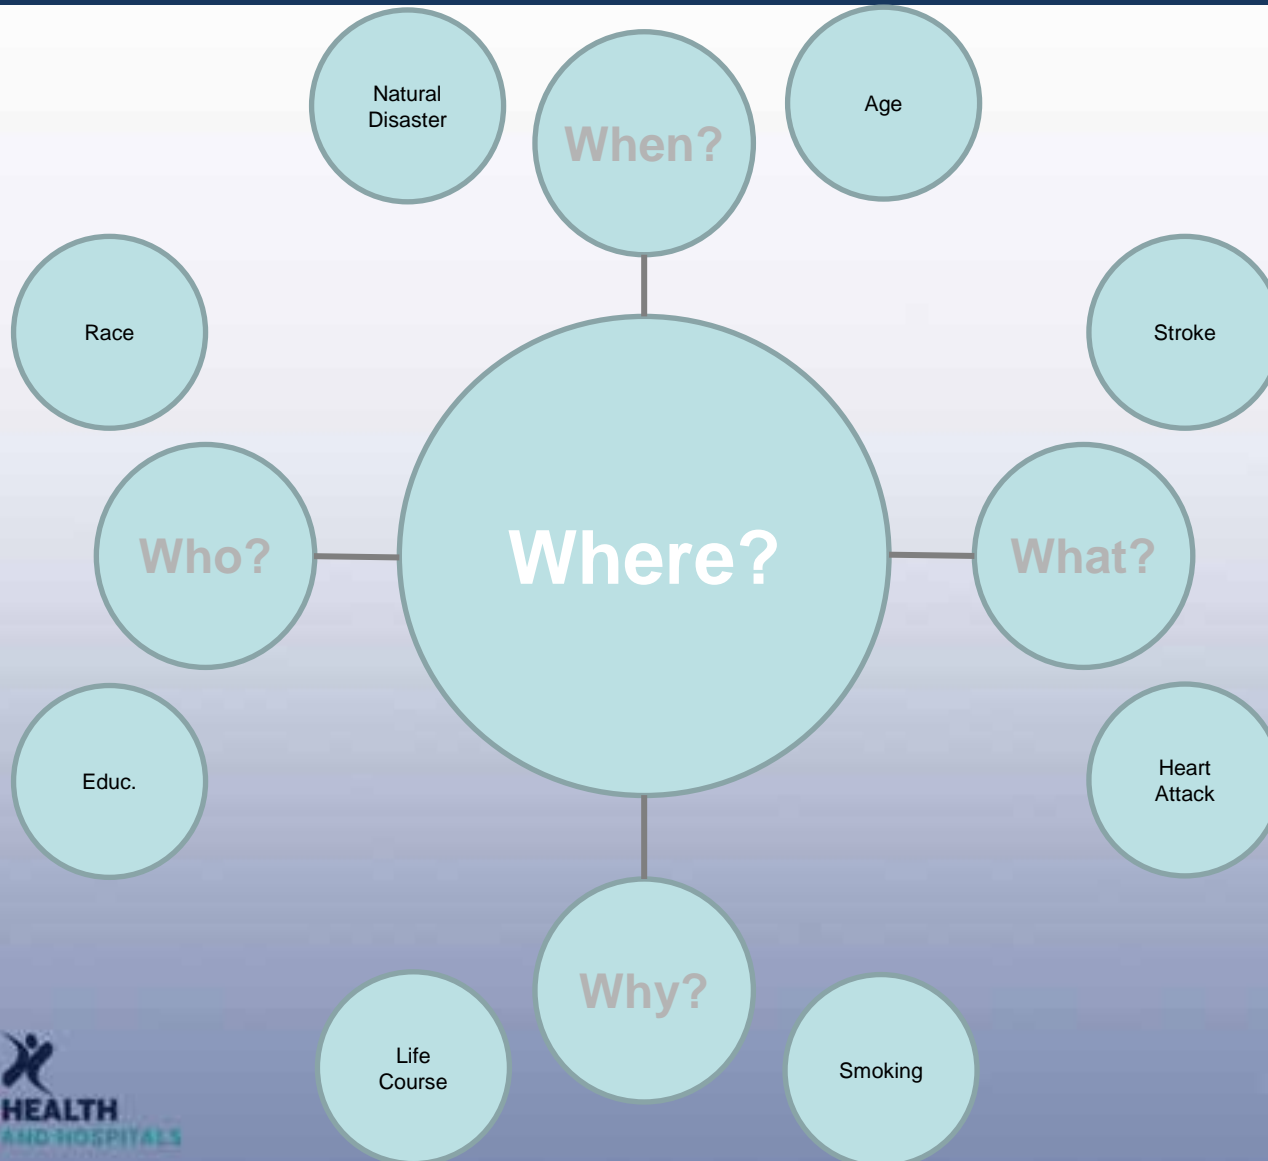 Natural
Disaster
When?
Age
Race
Stroke
Who?
Where?
What?
Educ.
Heart
Attack
Why?
Life
Course
Smoking
HEALTH
AND HOSPITALS